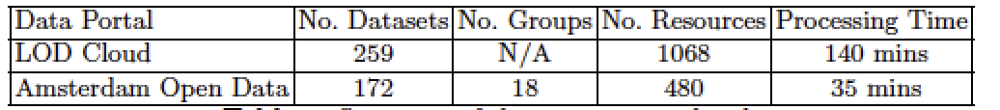 Data Portal No. Datasets No. Groups No. Resources Processing Time
LOD Cloud 259 N/A 1068 140 mins
Amsterdam Open Data 172 18 480 35 mins